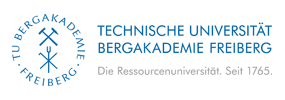 · TU BERGAKADEMIE · FREIBERG
TECHNISCHE UNIVERSITÄT
BERGAKADEMIE FREIBERG
Die Ressourcenuniversität. Seit 1765.